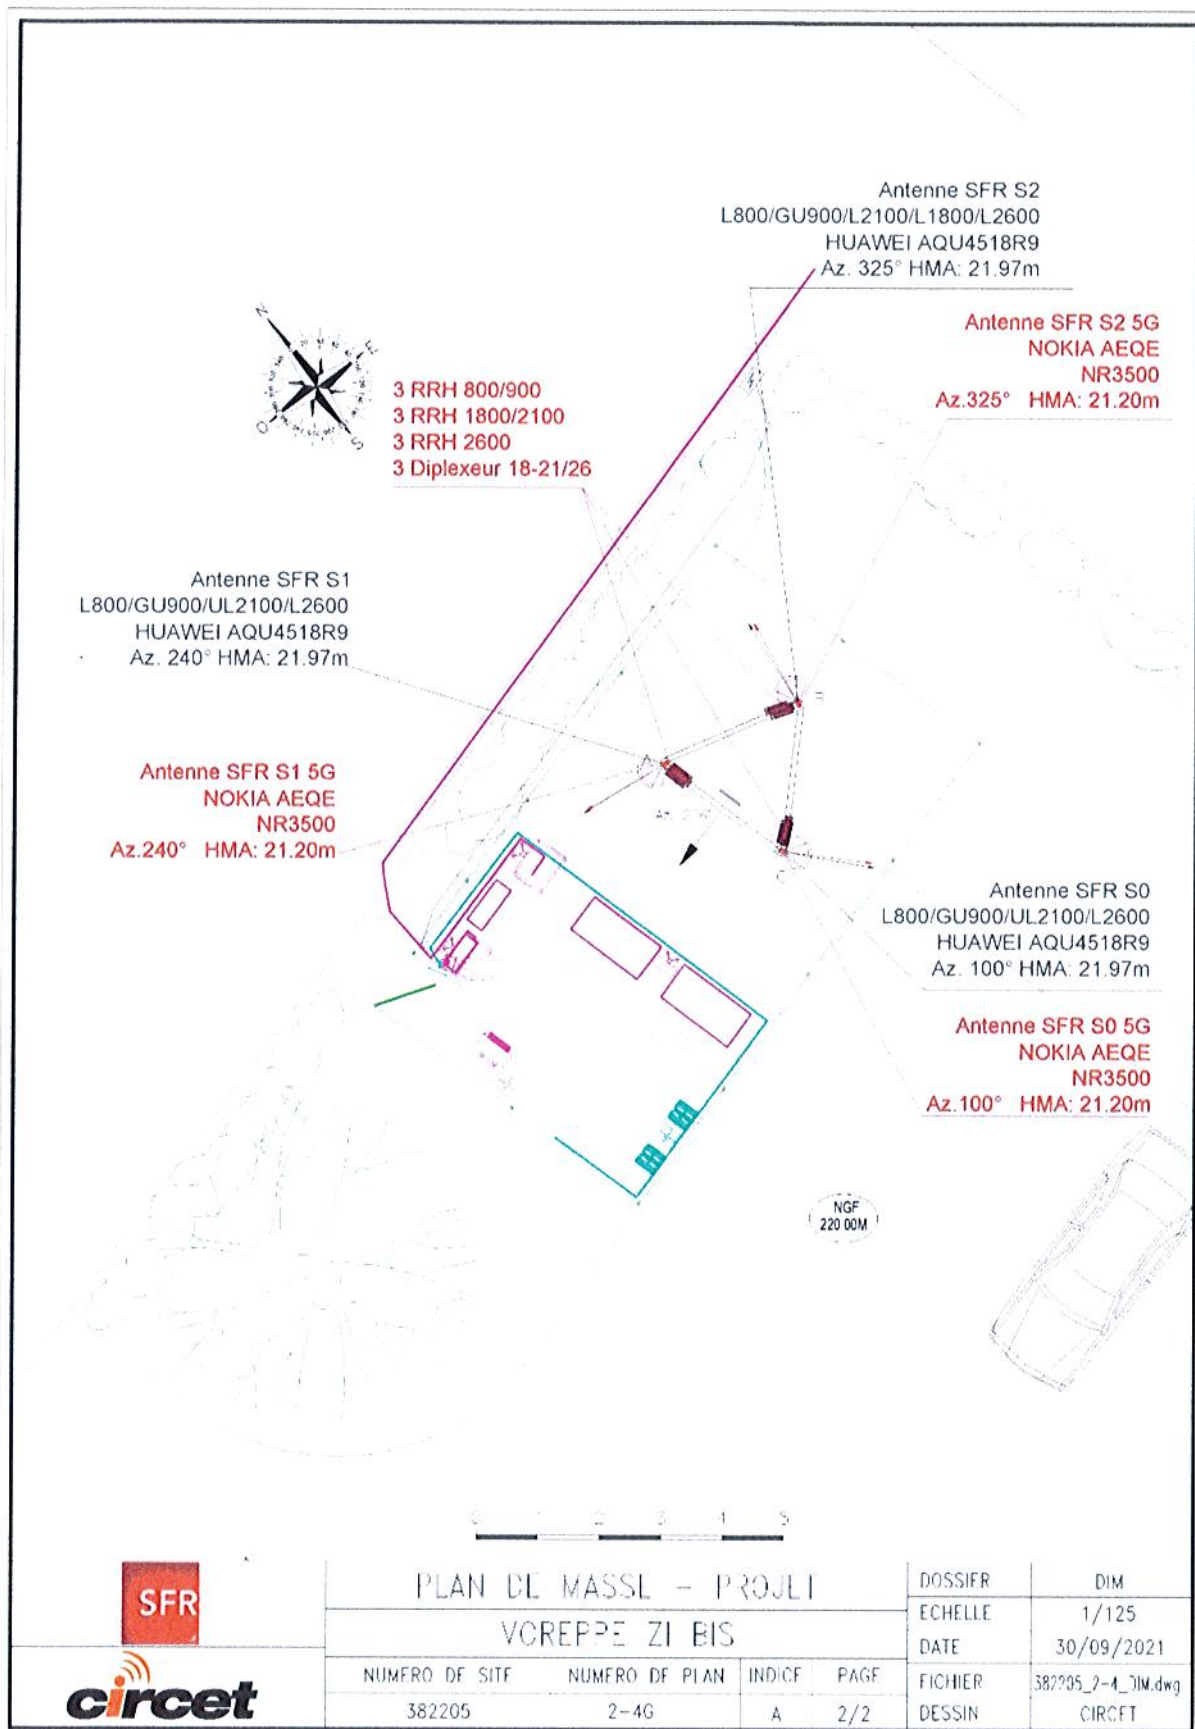 Antenne SFR S2
L800/GU900/L2100/L1800/L2600
HUAWEI AQU4518R9
Az. 325° HMA: 21.97m
Antenne SFR S2 5G
NOKIA AEQE
NR3500
Az.325° HMA: 21.20m
N
E
O
S
3 RRH 800/900
3 RRH 1800/2100
3 RRH 2600
3 Diplexeur 18-21/26
Antenne SFR S1
L800/GU900/UL2100/L2600
HUAWEI AQU4518R9
Az. 240° HMA: 21.97m
Antenne SFR S1 5G
NOKIA AEQE
NR3500
Az.240° HMA: 21.20m
Antenne SFR S0
L800/GU900/UL2100/L2600
HUAWEI AQU4518R9
Az. 100° HMA: 21.97m
Antenne SFR S0 5G
NOKIA AEQE
NR3500
Az.100° HMA: 21.20m
NGF
220 00M
0 1 2 3 4 5
SFR
circet
PLAN DE MASSE - PROJET
VOREPPE ZI BIS
NUMERO DE SITE NUMERO DE PLAN INDICE PAGE
382205 2-4G A 2/2
DOSSIER DIM
ECHELLE 1/125
DATE 30/09/2021
FICHIER 382205_2-4_DIM.dwg
DESSIN CIRCET